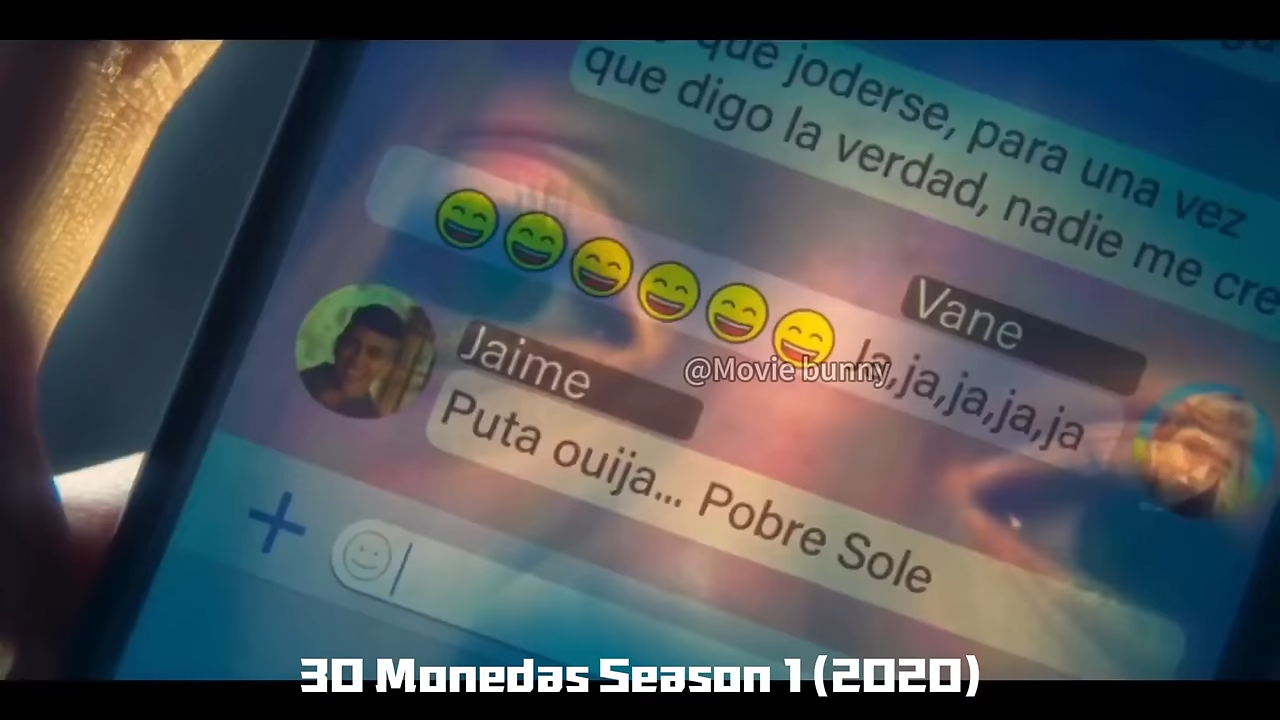 que joderse, para una vez
que digo la verdad, nadie me cre
Vane
😄😄😄😄😄😄 ja,ja,ja,ja,ja
@Movie bunny
Jaime
Puta ouija... Pobre Sole
30 Monedas Season 1 (2020)